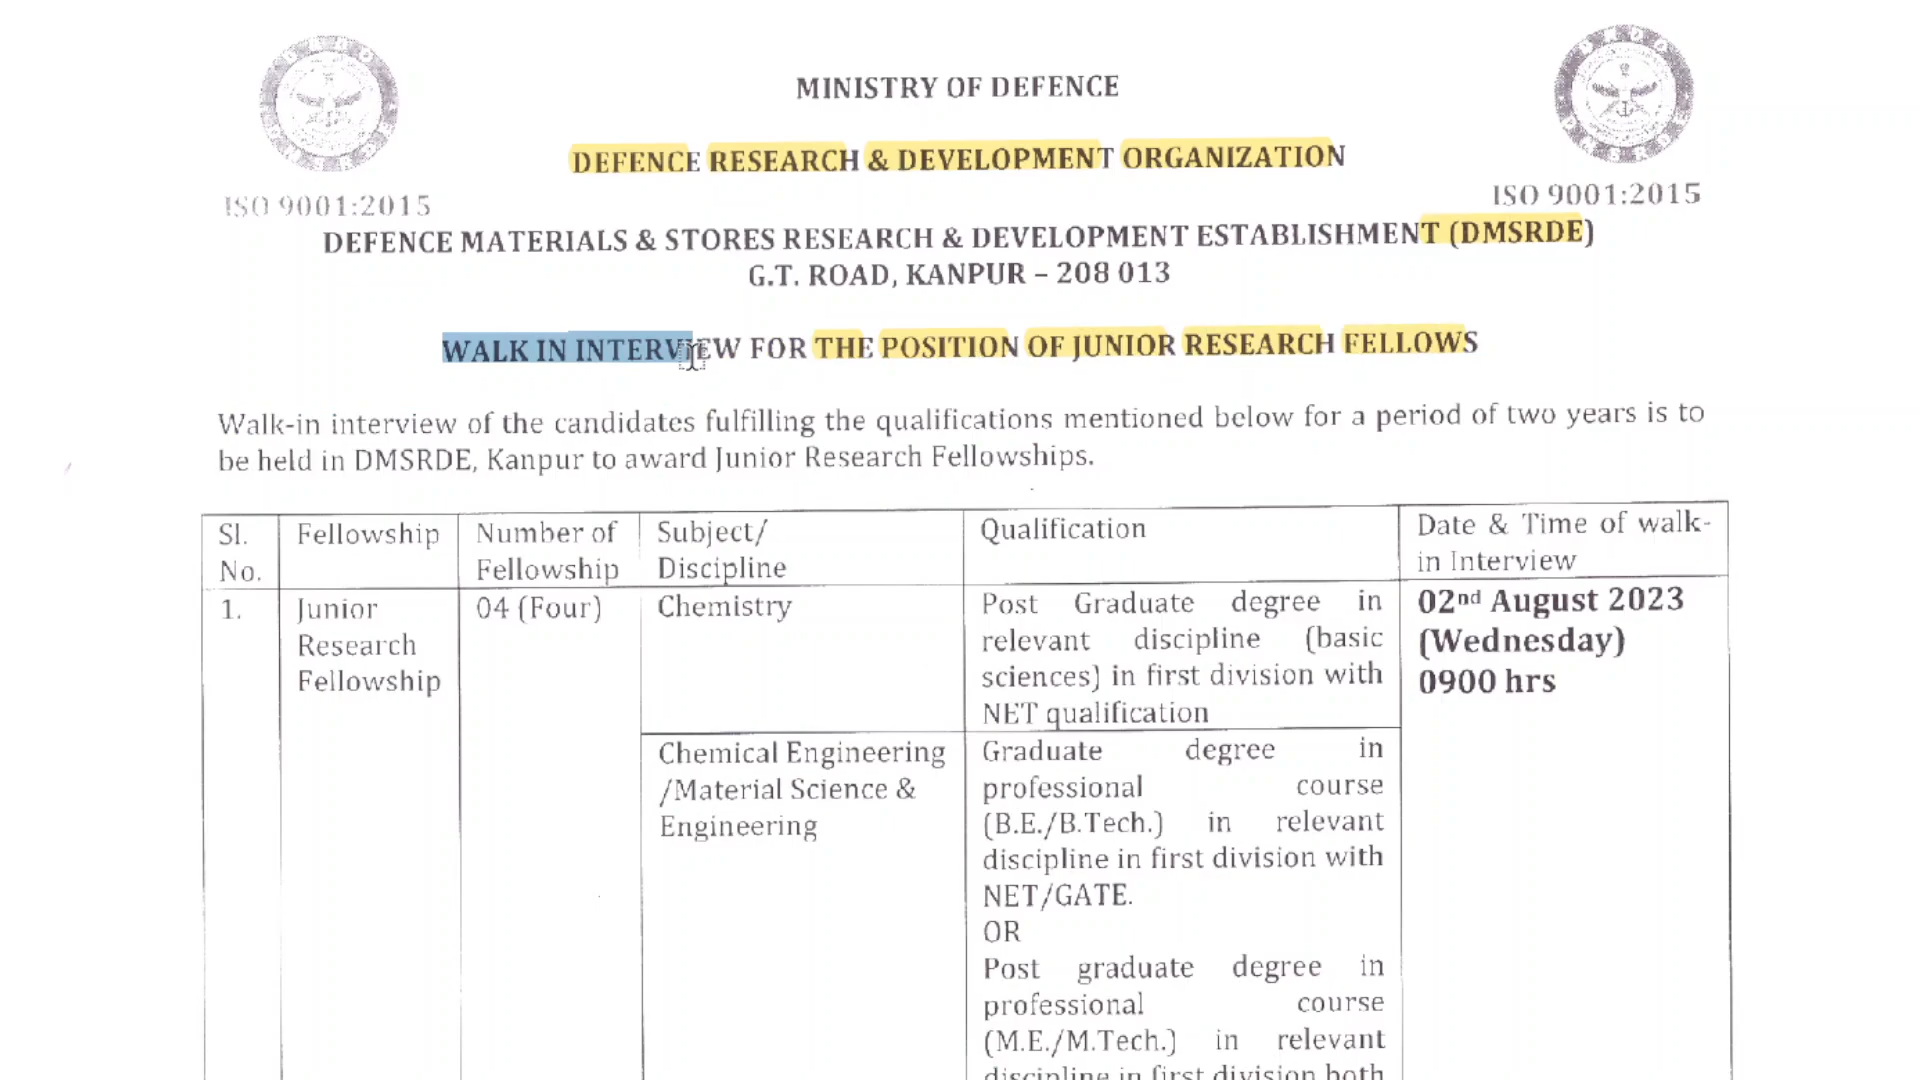 MINISTRY OF DEFENCE
DEFENCE RESEARCH & DEVELOPMENT ORGANIZATION
ISO 9001:2015
ISO 9001:2015
DEFENCE MATERIALS & STORES RESEARCH & DEVELOPMENT ESTABLISHMENT (DMSRDE)
G.T. ROAD, KANPUR – 208 013
WALK IN INTERVIEW FOR THE POSITION OF JUNIOR RESEARCH FELLOWS
Walk-in interview of the candidates fulfilling the qualifications mentioned below for a period of two years is to
be held in DMSRDE, Kanpur to award Junior Research Fellowships.
Sl.
No.
Fellowship
Number of
Fellowship
Subject/
Discipline
Qualification
Date & Time of walk-
in Interview
1.
Junior
Research
Fellowship
04 (Four)
Chemistry
Post Graduate degree in
relevant discipline (basic
sciences) in first division with
NET qualification
02nd August 2023
(Wednesday)
0900 hrs
Chemical Engineering
/Material Science &
Engineering
Graduate degree in
professional course
(B.E./B.Tech.) in relevant
discipline in first division with
NET/GATE.
OR
Post graduate degree in
professional course
(M.E./M.Tech.) in relevant
discipline in first division both